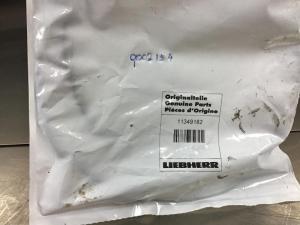 Originalteile
Genuine Parts
Pièces d'Origine
11349182
LIEBHERR